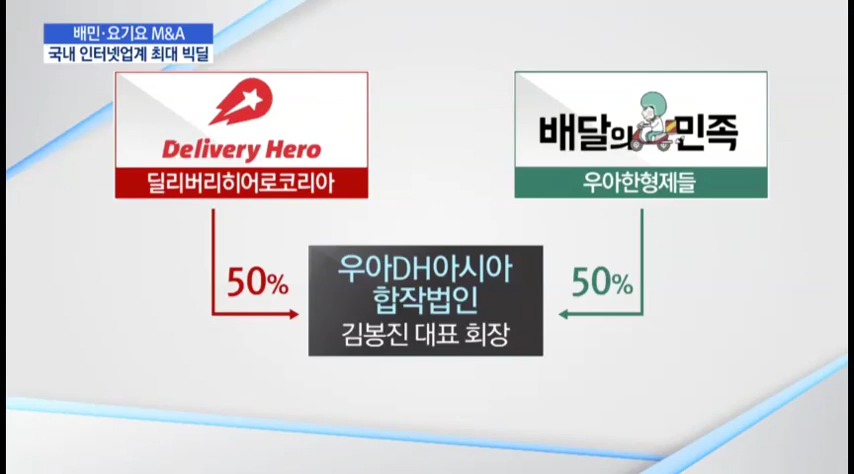 배민·요기요 M&A
국내 인터넷업계 최대 빅딜
Delivery Hero
딜리버리히어로코리아
배달의민족
우아한형제들
50%
50%
우아DH아시아
합작법인
김봉진 대표 회장